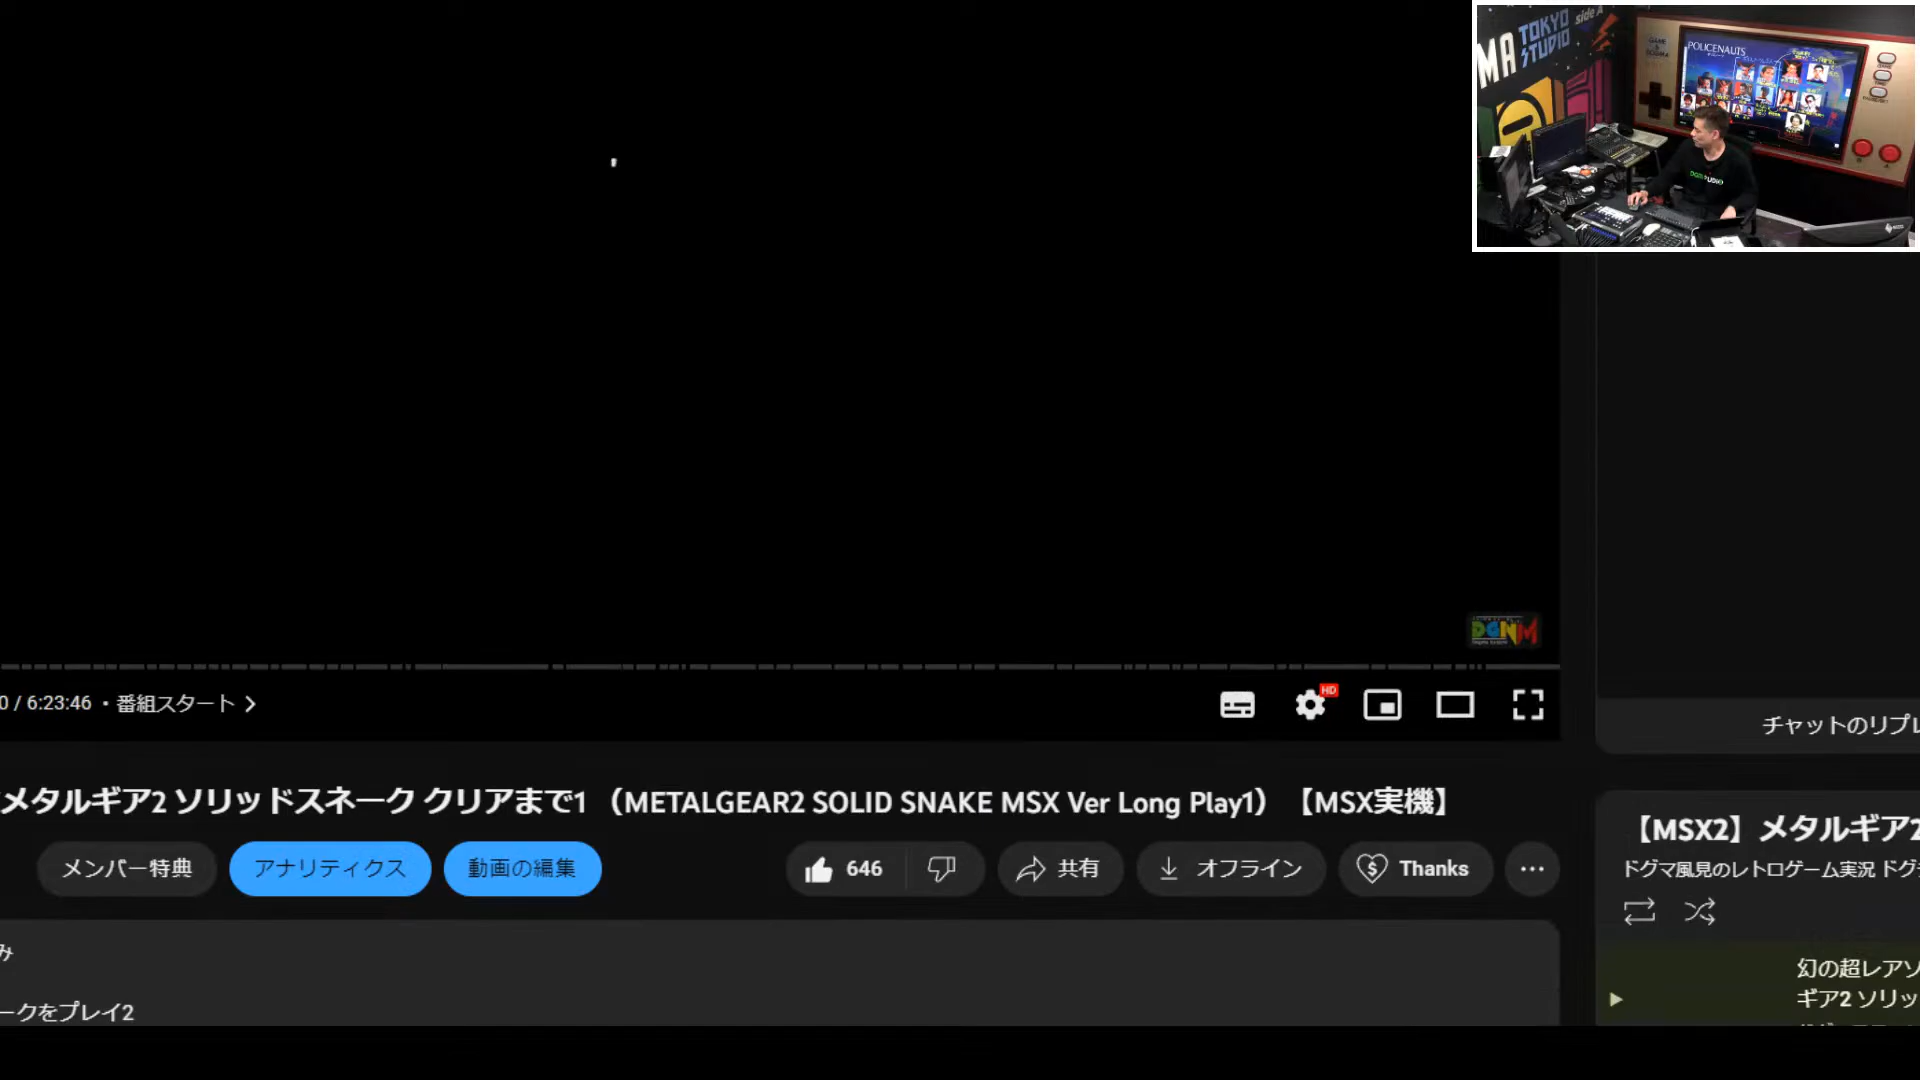 MA TOKYO STUDIO side A
POLICENAUTS
DGNM
0 / 6:23:46 ・ 番組スタート
HD
チャットのリプレ
メタルギア2 ソリッドスネーク クリアまで1 （METALGEAR2 SOLID SNAKE MSX Ver Long Play1）【MSX実機】
メンバー特典
アナリティクス
動画の編集
646
共有
オフライン
Thanks
【MSX2】メタルギア2
ドグマ風見のレトロゲーム実況 ドグ
み
ークをプレイ2
幻の超レアソ
ギア2 ソリッ